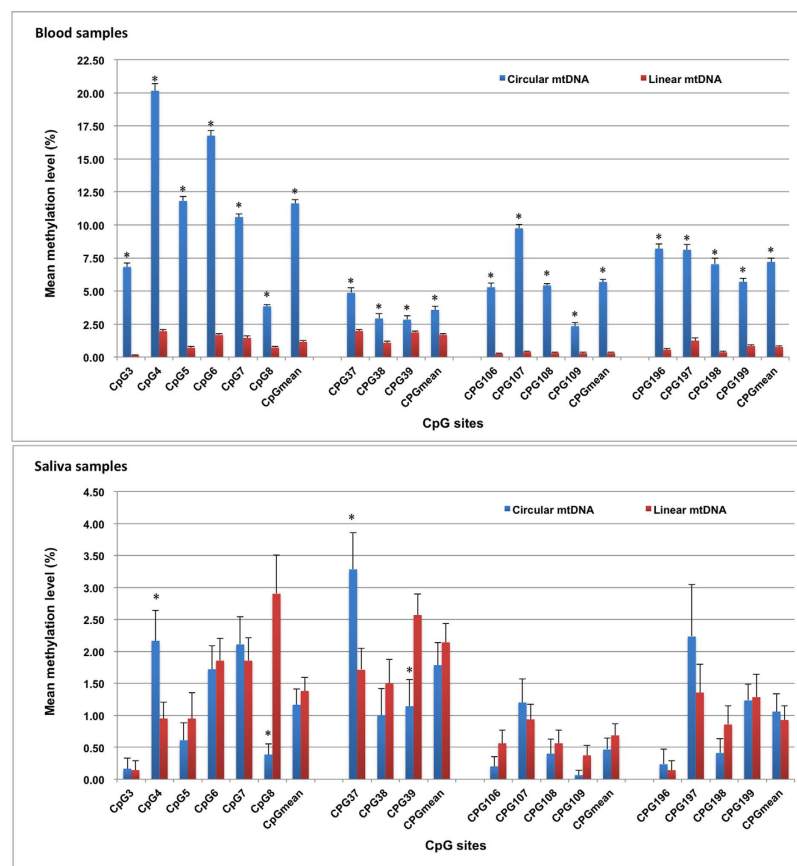 Blood samples
Circular mtDNA
Linear mtDNA
Mean methylation level (%)
22.50
20.00
17.50
15.00
12.50
10.00
7.50
5.00
2.50
0.00
* * * * * * *
* * * *
* * * * *
* * * * *
CpG3 CpG4 CpG5 CpG6 CpG7 CpG8 CpGmean CPG37 CPG38 CPG39 CPGmean CPG106 CPG107 CPG108 CPG109 CPGmean CPG196 CPG197 CPG198 CPG199 CPGmean
CpG sites
Saliva samples
Circular mtDNA
Linear mtDNA
Mean methylation level (%)
4.50
4.00
3.50
3.00
2.50
2.00
1.50
1.00
0.50
0.00
* * * *
CpG3 CpG4 CpG5 CpG6 CpG7 CpG8 CpGmean CPG37 CPG38 CPG39 CPGmean CPG106 CPG107 CPG108 CPG109 CPGmean CPG196 CPG197 CPG198 CPG199 CPGmean
CpG sites